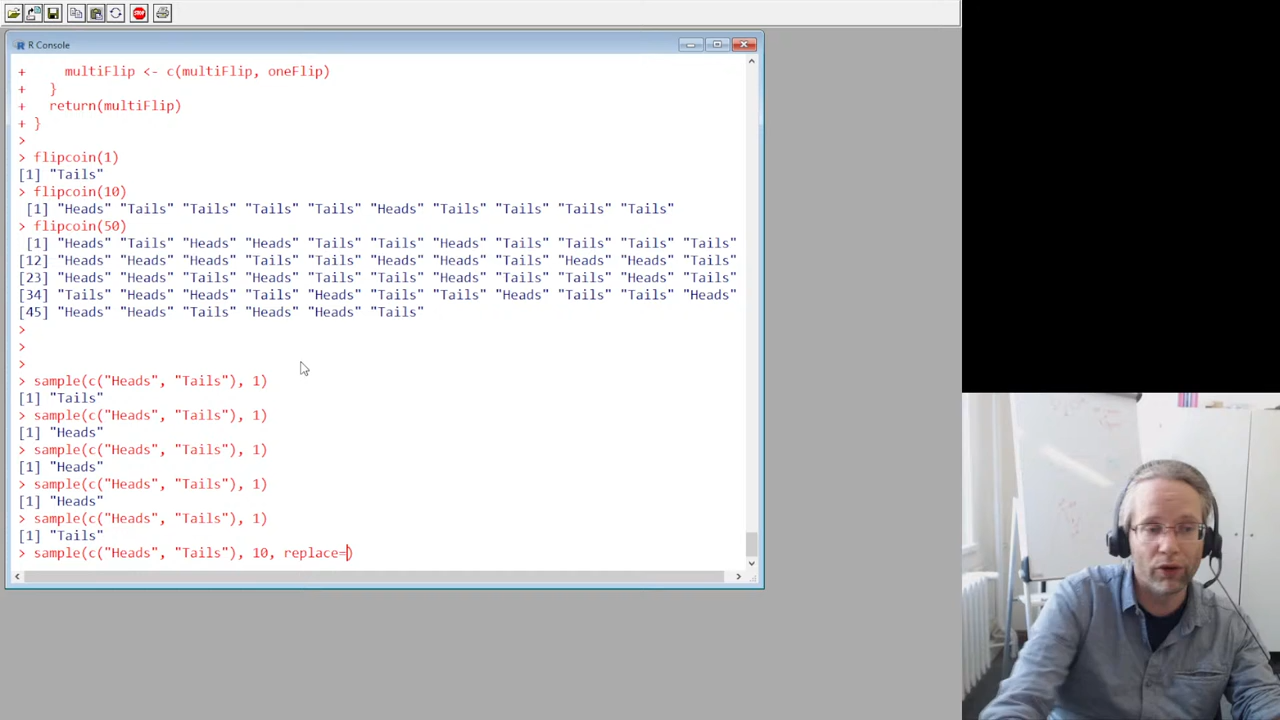 R Console
+     multiFlip <- c(multiFlip, oneFlip)
+   }
+   return(multiFlip)
+ }
>
> flipcoin(1)
[1] "Tails"
> flipcoin(10)
[1] "Heads" "Tails" "Tails" "Tails" "Tails" "Heads" "Tails" "Tails" "Tails" "Tails"
> flipcoin(50)
[1] "Heads" "Tails" "Heads" "Heads" "Tails" "Tails" "Heads" "Tails" "Tails" "Tails" "Tails"
[12] "Heads" "Heads" "Heads" "Tails" "Tails" "Heads" "Heads" "Tails" "Heads" "Heads" "Tails"
[23] "Heads" "Heads" "Tails" "Heads" "Tails" "Tails" "Heads" "Tails" "Tails" "Heads" "Tails"
[34] "Tails" "Heads" "Heads" "Tails" "Heads" "Tails" "Tails" "Heads" "Tails" "Tails" "Heads"
[45] "Heads" "Heads" "Tails" "Heads" "Heads" "Tails"
>
>
>
> sample(c("Heads", "Tails"), 1)
[1] "Tails"
> sample(c("Heads", "Tails"), 1)
[1] "Heads"
> sample(c("Heads", "Tails"), 1)
[1] "Heads"
> sample(c("Heads", "Tails"), 1)
[1] "Heads"
> sample(c("Heads", "Tails"), 1)
[1] "Tails"
> sample(c("Heads", "Tails"), 10, replace=)